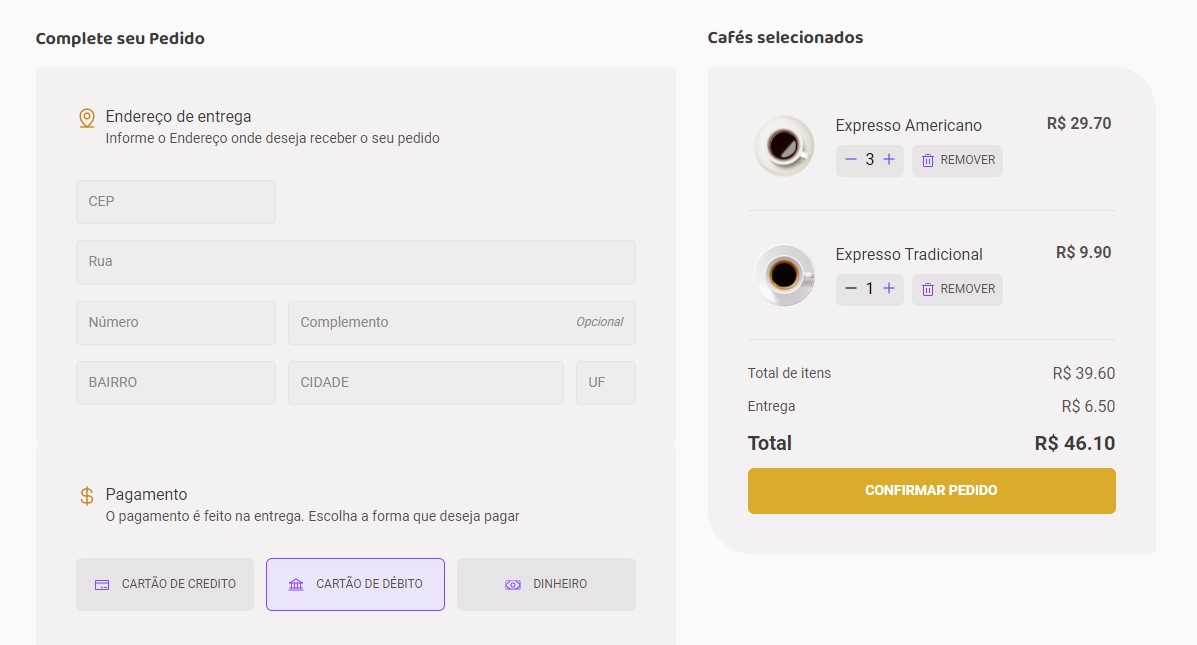 Complete seu Pedido
Endereço de entrega
Informe o Endereço onde deseja receber o seu pedido
CEP
Rua
Número
Complemento Opcional
BAIRRO CIDADE UF
Pagamento
O pagamento é feito na entrega. Escolha a forma que deseja pagar
CARTÃO DE CREDITO CARTÃO DE DÉBITO DINHEIRO
Cafés selecionados
Expresso Americano R$ 29.70
3 REMOVER
Expresso Tradicional R$ 9.90
1 REMOVER
Total de itens R$ 39.60
Entrega R$ 6.50
Total R$ 46.10
CONFIRMAR PEDIDO